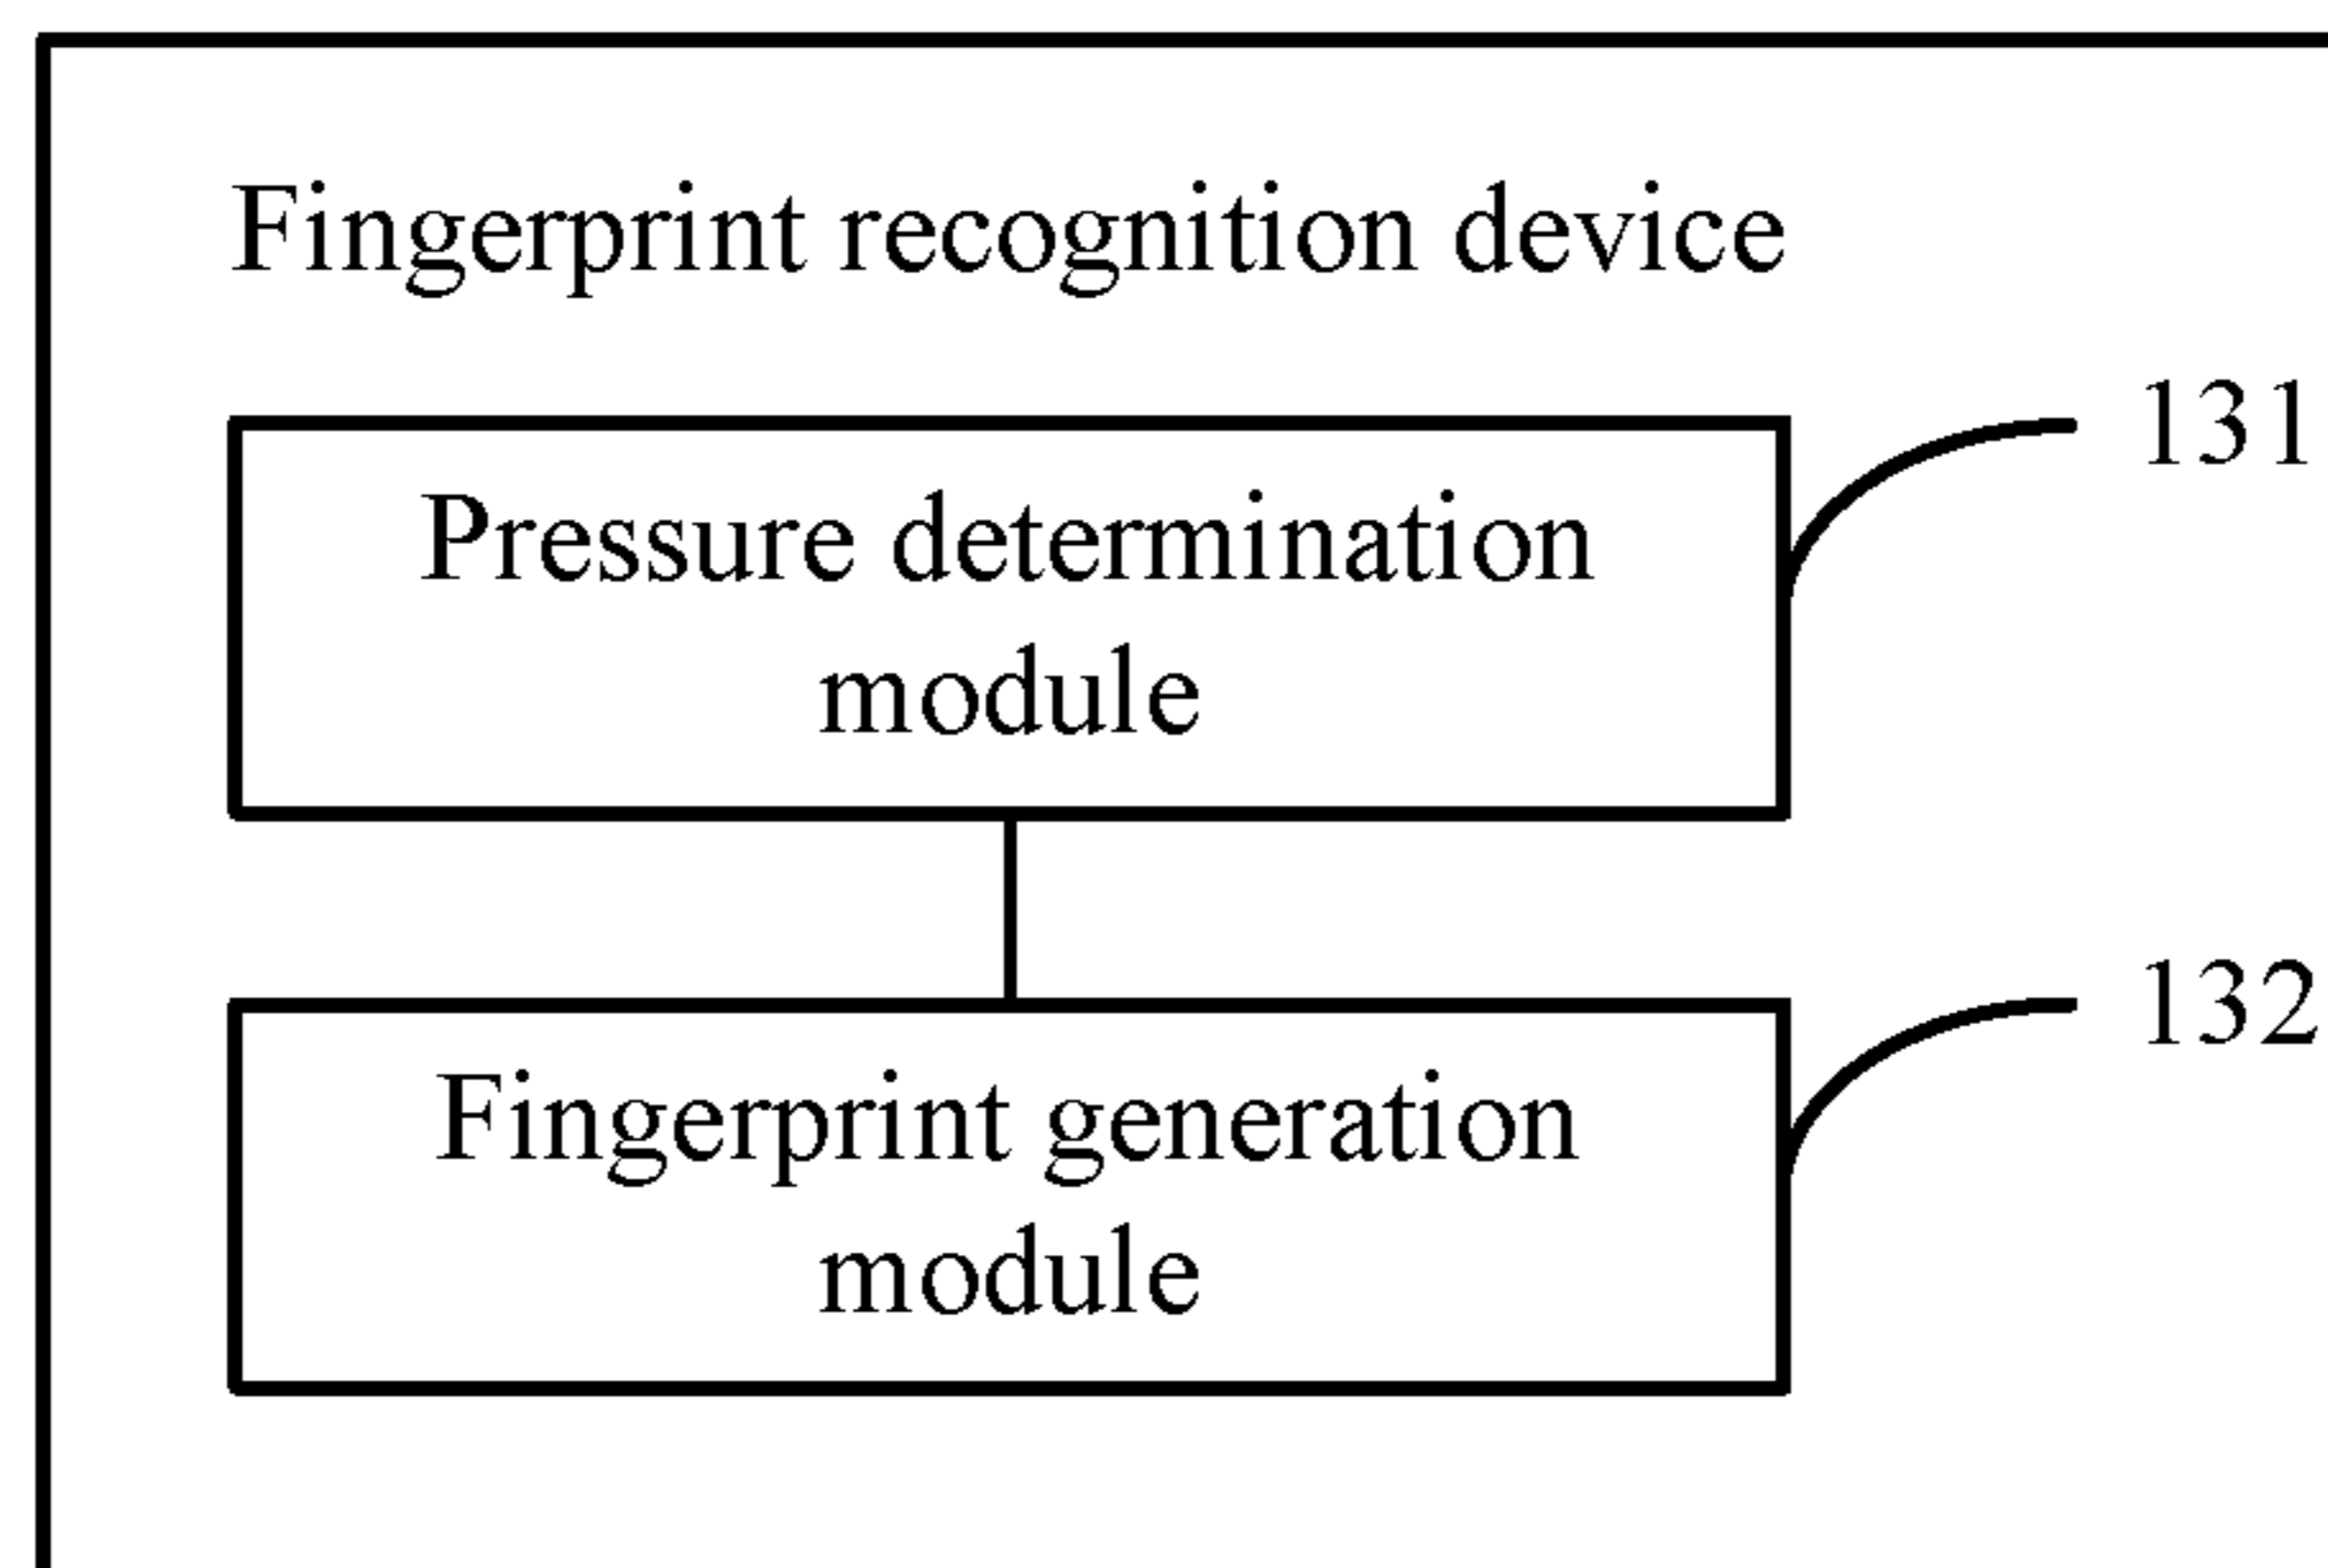 Fingerprint recognition device
131
Pressure determination
module
132
Fingerprint generation
module